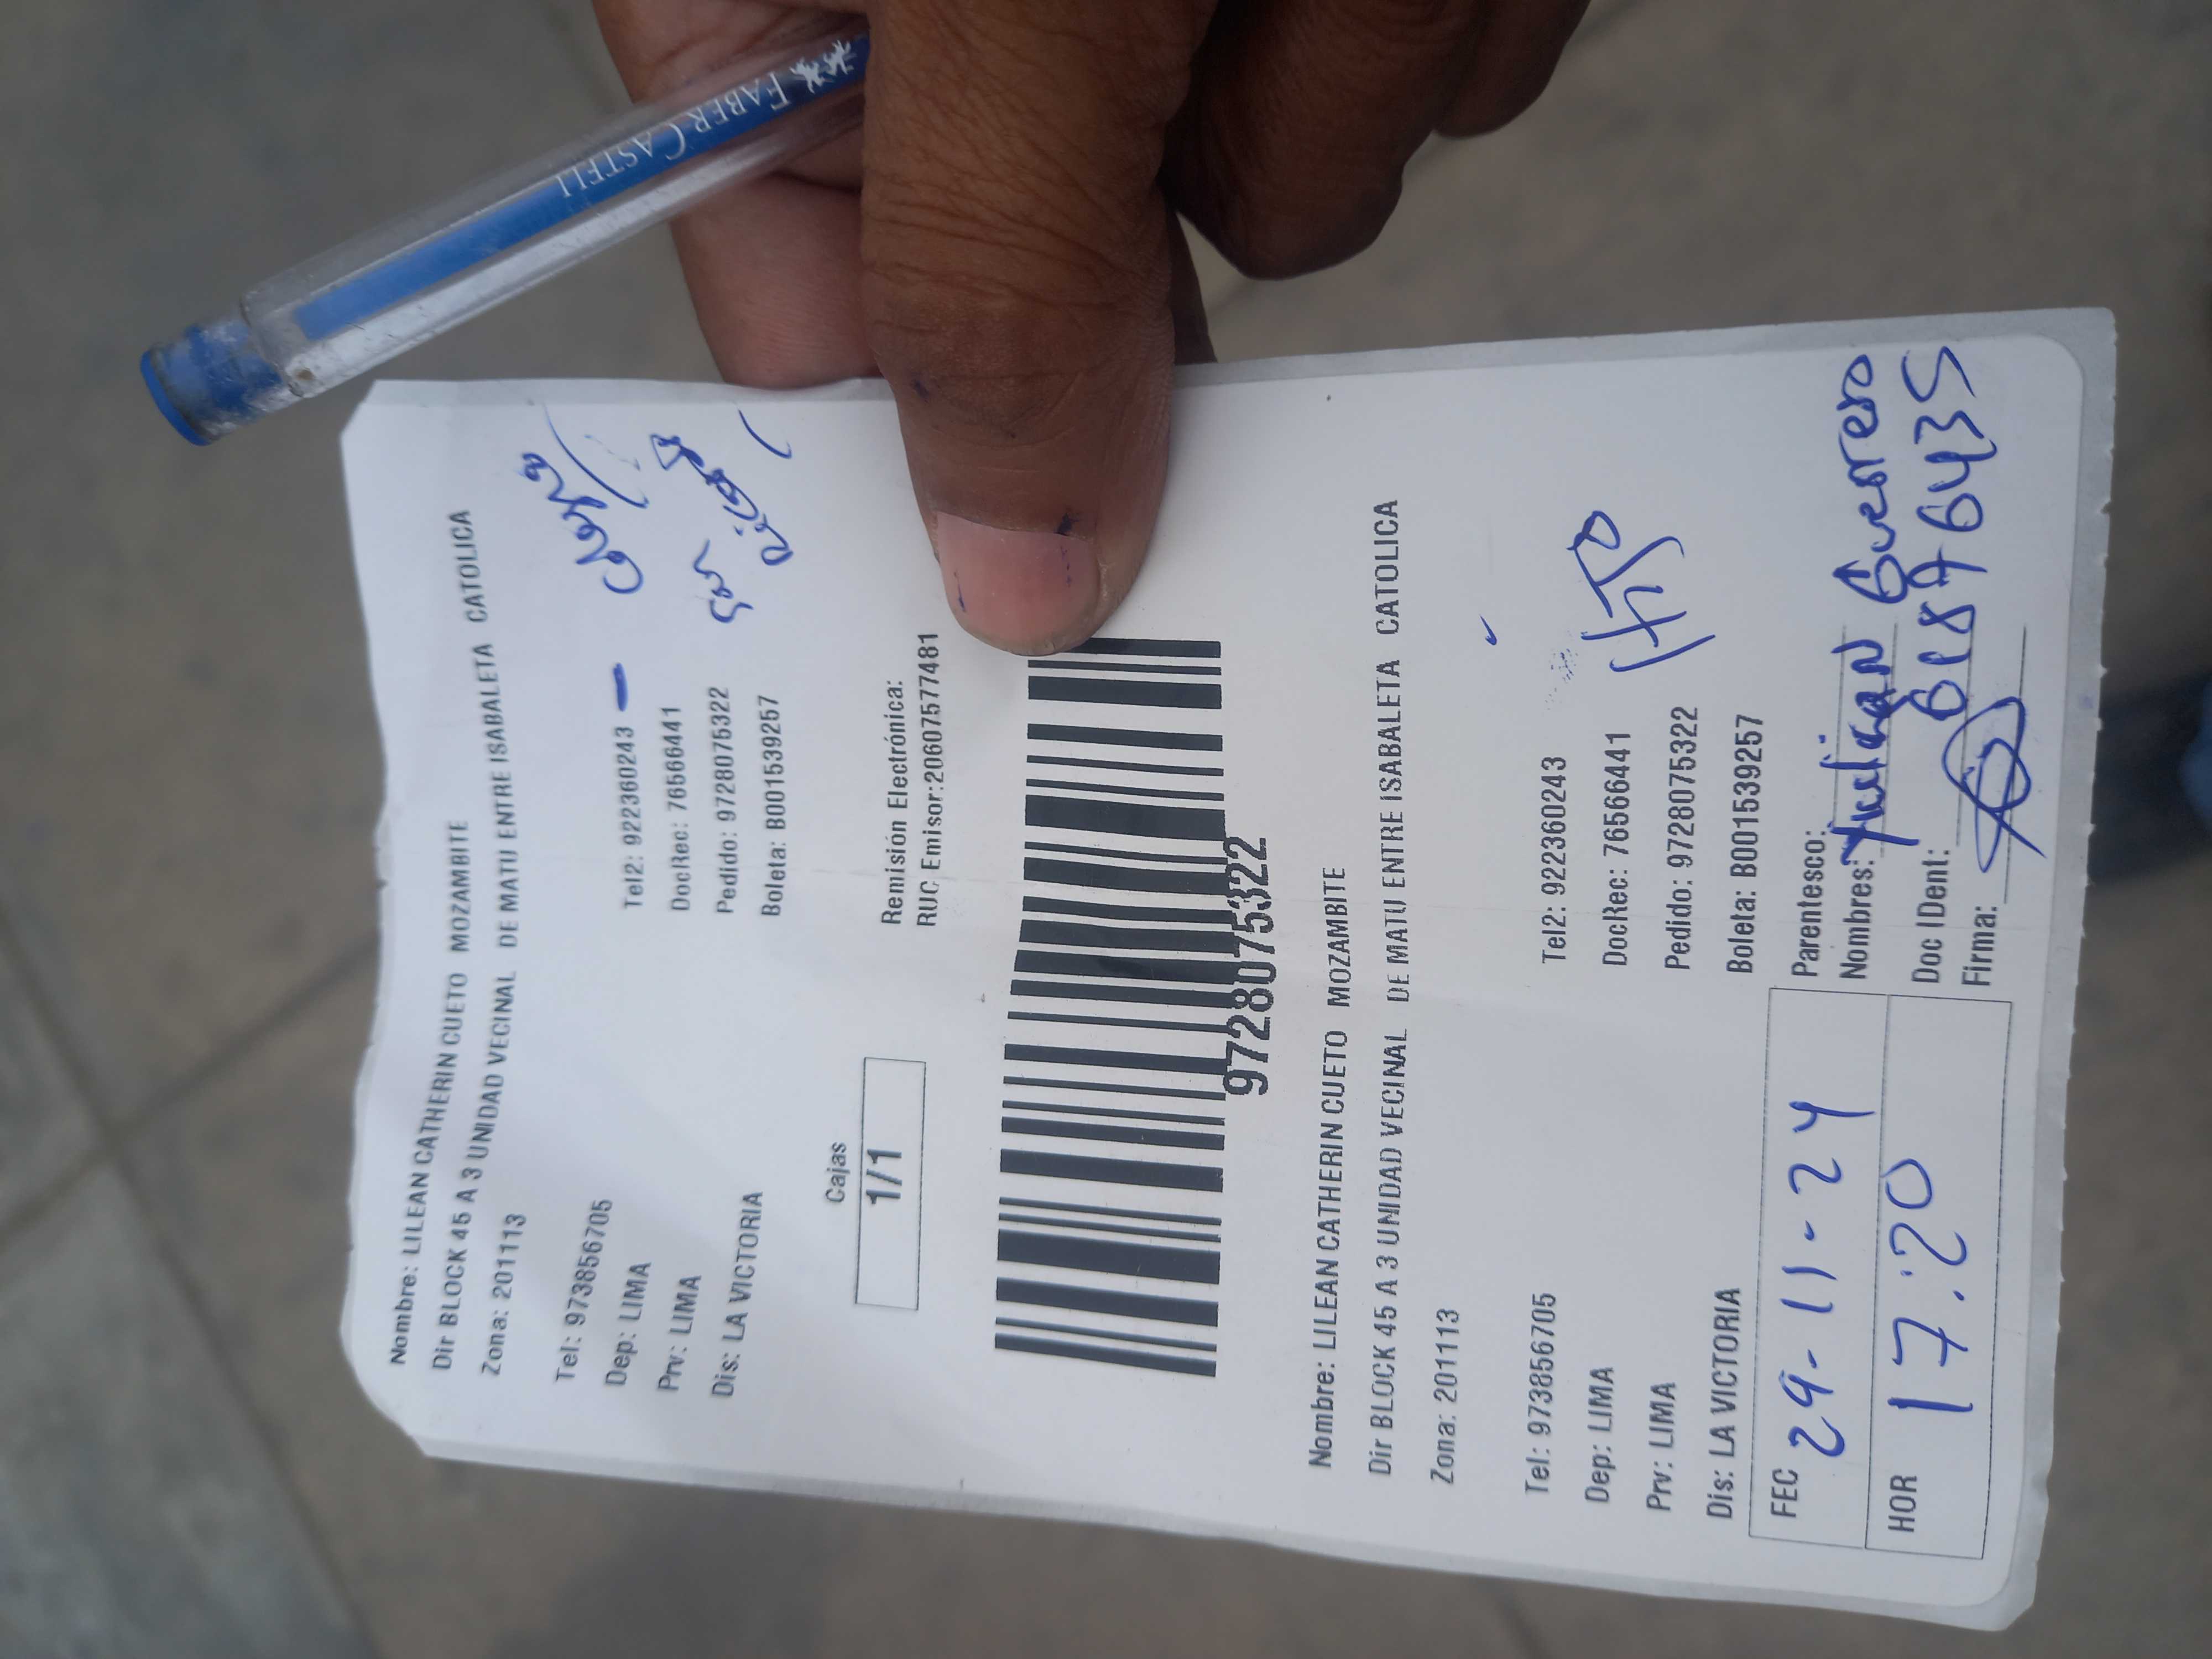 FABER CASTELL
Nombre: LILEAN CATHERIN CUETO MOZAMBITE
Dir BLOCK 45 A 3 UNIDAD VECINAL DE MATU ENTRE ISABALETA CATOLICA
Zona: 201113
Tel: 973856705 Tel2: 922360243
Dep: LIMA DocRec: 76566441
Prv: LIMA Pedido: 9728075322
Dis: LA VICTORIA Boleta: B001539257
Cajas
1/1
Remisión Electrónica:
RUC Emisor:20607577481
9728075322
Nombre: LILEAN CATHERIN CUETO MOZAMBITE
Dir BLOCK 45 A 3 UNIDAD VECINAL DE MATU ENTRE ISABALETA CATOLICA
Zona: 201113
Tel: 973856705 Tel2: 922360243
Dep: LIMA DocRec: 76566441
Prv: LIMA Pedido: 9728075322
Dis: LA VICTORIA Boleta: B001539257
FEC 29-11-24
HOR 17:20
Parentesco:
Nombres: Yulian Guerrero
Doc IDent:
Firma: